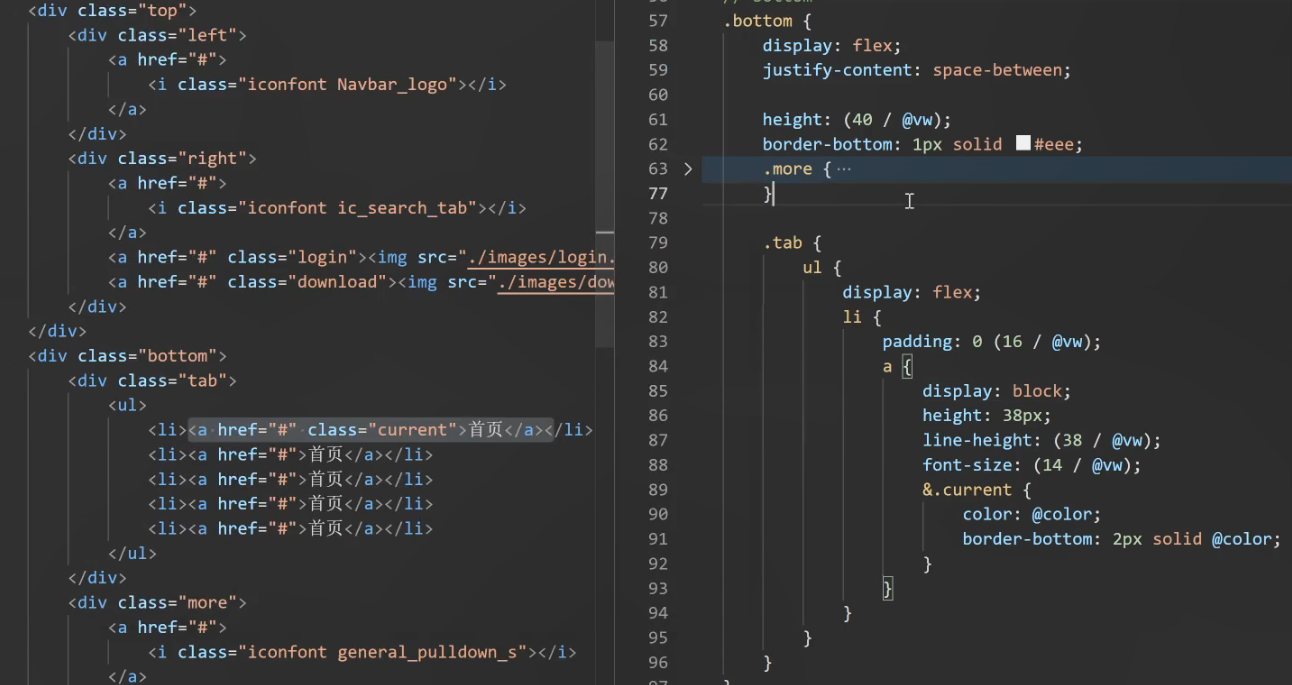 <div class="top">
<div class="left">
<a href="#">
<i class="iconfont Navbar_logo"></i>
</a>
</div>
<div class="right">
<a href="#">
<i class="iconfont ic_search_tab"></i>
</a>
<a href="#" class="login"><img src="./images/login.
<a href="#" class="download"><img src="./images/dow
</div>
</div>
<div class="bottom">
<div class="tab">
<ul>
<li><a href="#" class="current">首页</a></li>
<li><a href="#">首页</a></li>
<li><a href="#">首页</a></li>
<li><a href="#">首页</a></li>
<li><a href="#">首页</a></li>
</ul>
</div>
<div class="more">
<a href="#">
<i class="iconfont general_pulldown_s"></i>
</a>
57 .bottom {
58 display: flex;
59 justify-content: space-between;
60
61 height: (40 / @vw);
62 border-bottom: 1px solid #eee;
63 .more { ···
77 }
78
79 .tab {
80 ul {
81 display: flex;
82 li {
83 padding: 0 (16 / @vw);
84 a {
85 display: block;
86 height: 38px;
87 line-height: (38 / @vw);
88 font-size: (14 / @vw);
89 &.current {
90 color: @color;
91 border-bottom: 2px solid @color;
92 }
93 }
94 }
95 }
96 }